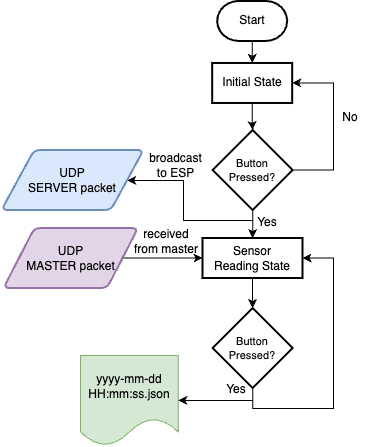 Start
Initial State
No
Button
Pressed?
broadcast
to ESP
UDP
SERVER packet
Yes
received
from master
UDP
MASTER packet
Sensor
Reading State
Button
Pressed?
Yes
yyyy-mm-dd
HH:mm:ss.json